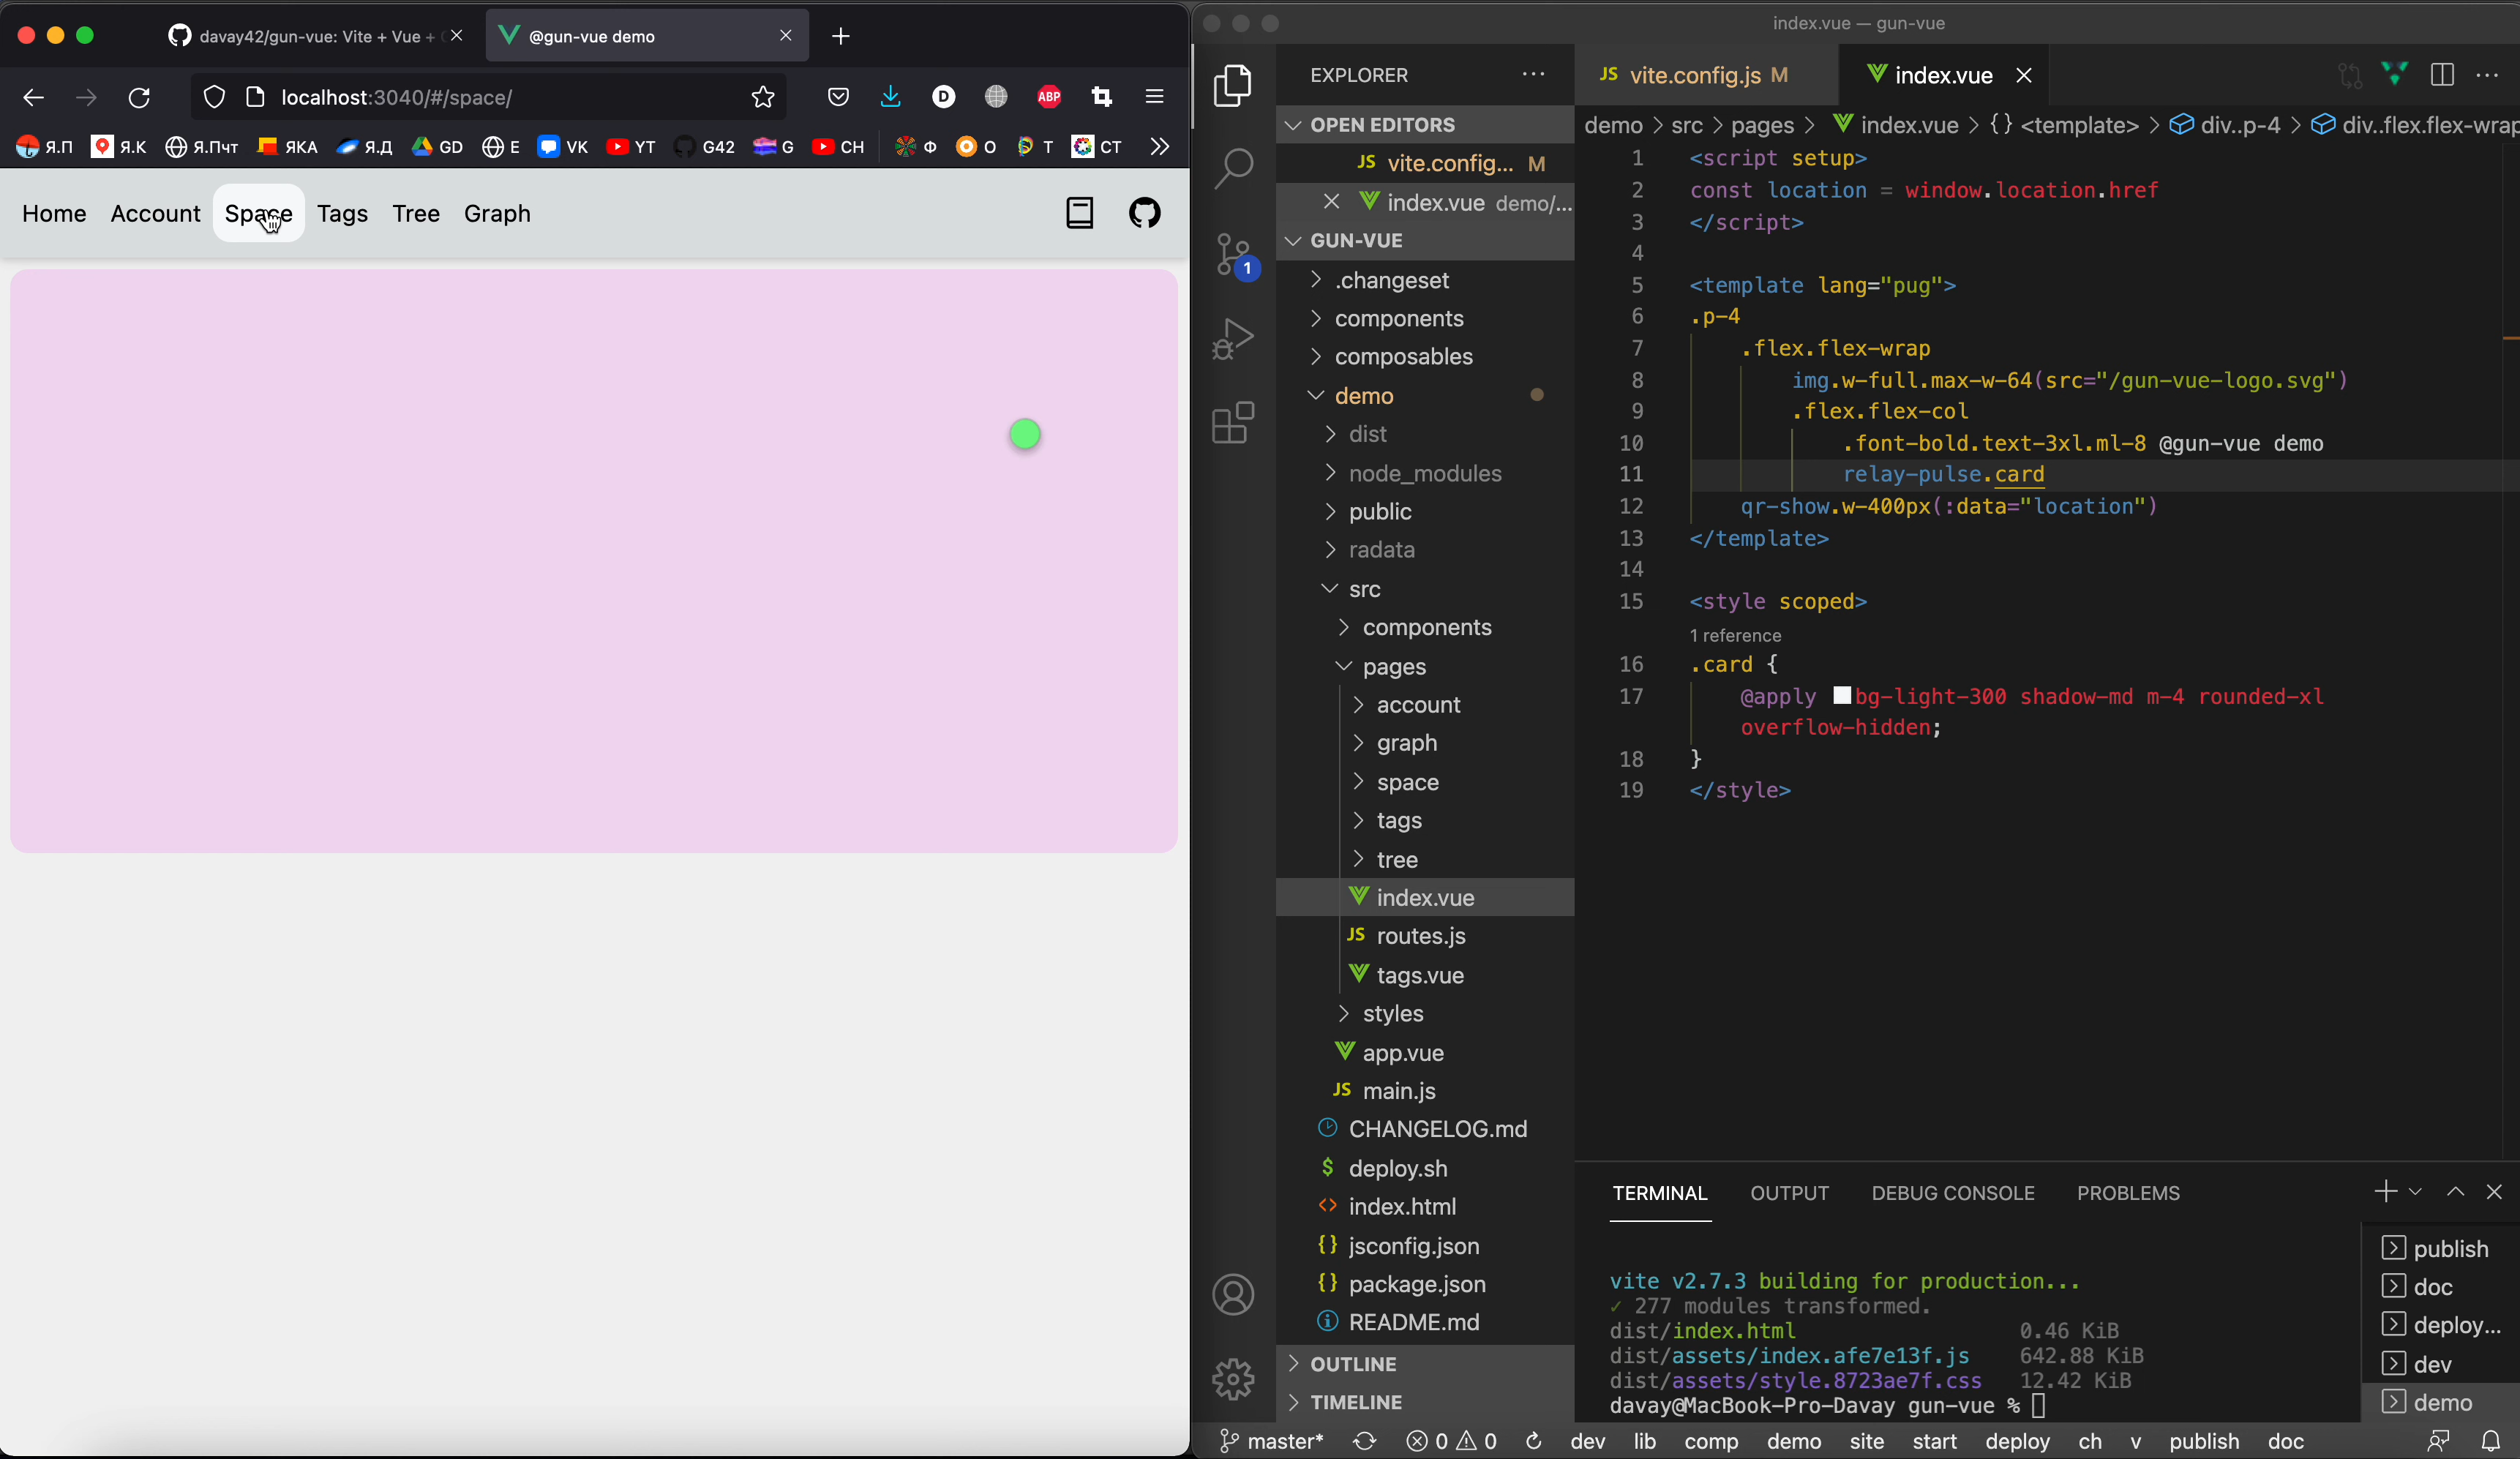 davay42/gun-vue: Vite + Vue +
@gun-vue demo
localhost:3040/#/space/
D
ABP
Я.П
Я.К
Я.Пчт
ЯКА
Я.Д
GD
E
VK
YT
G42
G
CH
Ф
О
T
CT
Home
Account
Space
Tags
Tree
Graph
index.vue — gun-vue
EXPLORER
OPEN EDITORS
JS vite.config... M
index.vue demo/...
GUN-VUE
.changeset
components
composables
demo
dist
node_modules
public
radata
src
components
pages
account
graph
space
tags
tree
index.vue
JS routes.js
tags.vue
styles
app.vue
JS main.js
CHANGELOG.md
$ deploy.sh
<> index.html
{} jsconfig.json
{} package.json
README.md
OUTLINE
TIMELINE
1
JS vite.config.js M
index.vue
demo > src > pages > index.vue > {} <template> > div..p-4 > div..flex.flex-wrap
1 <script setup>
2 const location = window.location.href
3 </script>
4
5 <template lang="pug">
6 .p-4
7 .flex.flex-wrap
8 img.w-full.max-w-64(src="/gun-vue-logo.svg")
9 .flex.flex-col
10 .font-bold.text-3xl.ml-8 @gun-vue demo
11 relay-pulse.card
12 qr-show.w-400px(:data="location")
13 </template>
14
15 <style scoped>
1 reference
16 .card {
17 @apply bg-light-300 shadow-md m-4 rounded-xl
overflow-hidden;
18 }
19 </style>
TERMINAL
OUTPUT
DEBUG CONSOLE
PROBLEMS
vite v2.7.3 building for production...
✓ 277 modules transformed.
dist/index.html 0.46 KiB
dist/assets/index.afe7e13f.js 642.88 KiB
dist/assets/style.8723ae7f.css 12.42 KiB
davay@MacBook-Pro-Davay gun-vue %
publish
doc
deploy...
dev
demo
master* 0 0 dev lib comp demo site start deploy ch v publish doc